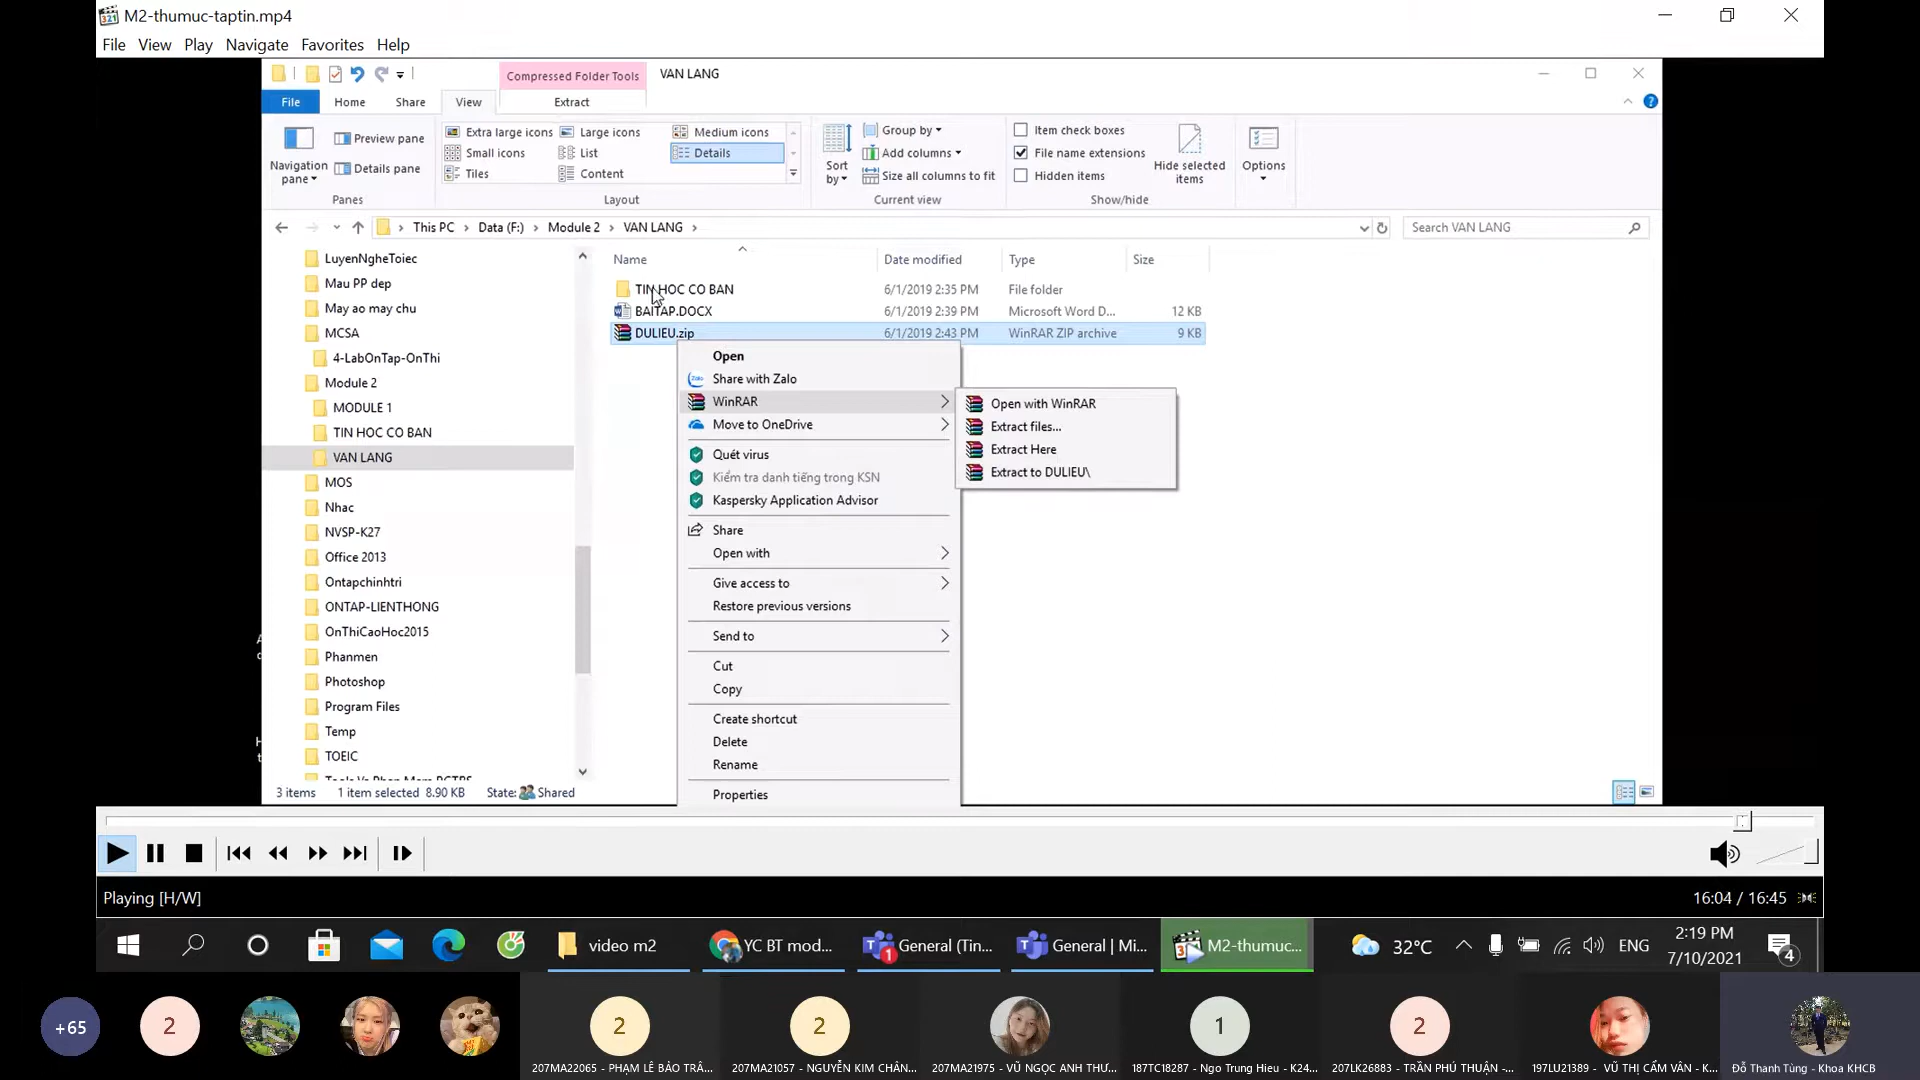 M2-thumuc-taptin.mp4
File View Play Navigate Favorites Help
Compressed Folder Tools VAN LANG
File Home Share View Extract
Navigation pane
Preview pane
Details pane
Panes
Extra large icons Large icons Medium icons
Small icons List Details
Tiles Content
Layout
Sort by
Group by
Add columns
Size all columns to fit
Current view
Item check boxes
File name extensions
Hidden items
Hide selected items
Show/hide
Options
This PC > Data (F:) > Module 2 > VAN LANG >
Search VAN LANG
LuyenNgheToiec
Mau PP dep
May ao may chu
MCSA
4-LabOnTap-OnThi
Module 2
MODULE 1
TIN HOC CO BAN
VAN LANG
MOS
Nhac
NVSP-K27
Office 2013
Ontapchinhtri
ONTAP-LIENTHONG
OnThiCaoHoc2015
Phanmen
Photoshop
Program Files
Temp
TOEIC
Name Date modified Type Size
TIN HOC CO BAN 6/1/2019 2:35 PM File folder
BAITAP.DOCX 6/1/2019 2:39 PM Microsoft Word D... 12 KB
DULIEU.zip 6/1/2019 2:43 PM WinRAR ZIP archive 9 KB
Open
Share with Zalo
WinRAR
Move to OneDrive
Quét virus
Kiểm tra danh tiếng trong KSN
Kaspersky Application Advisor
Share
Open with
Give access to
Restore previous versions
Send to
Cut
Copy
Create shortcut
Delete
Rename
Properties
Open with WinRAR
Extract files...
Extract Here
Extract to DULIEU\
3 items 1 item selected 8.90 KB State: Shared
Playing [H/W]
16:04 / 16:45
video m2
YC BT mod...
General (Tin...
General | Mi...
M2-thumuc...
32°C
ENG
2:19 PM
7/10/2021
4
+65
2
2
2
1
2
207MA22065 - PHẠM LÊ BẢO TRÂ...
207MA21057 - NGUYỄN KIM CHÂN...
207MA21975 - VŨ NGỌC ANH THƯ...
187TC18287 - Ngo Trung Hieu - K24...
207LK26883 - TRẦN PHÚ THUẬN -...
197LU21389 - VŨ THỊ CẨM VÂN - K...
Đỗ Thanh Tùng - Khoa KHCB